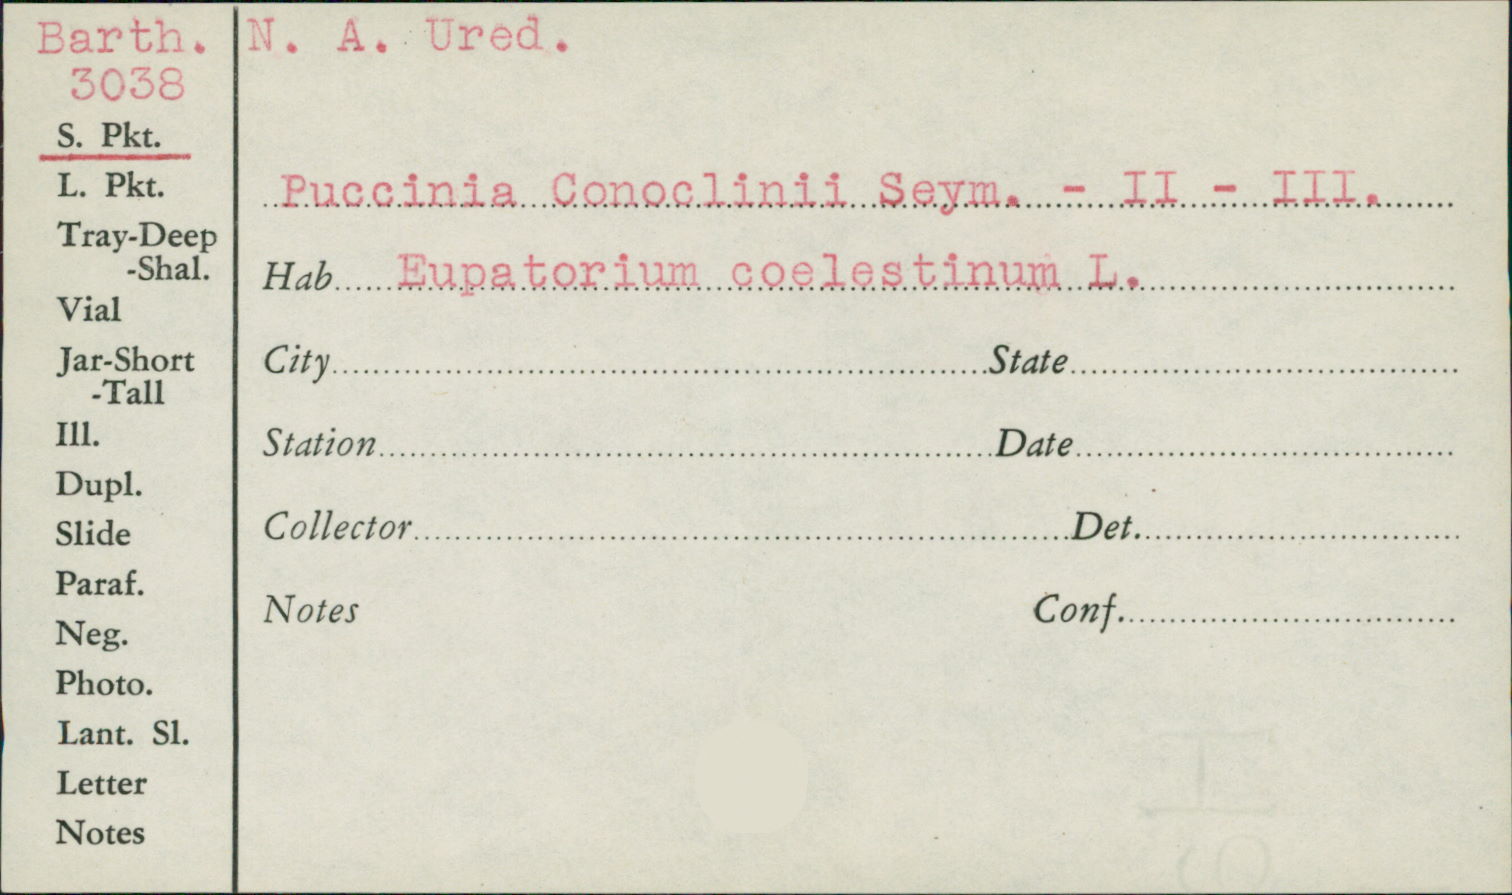 Barth. N. A. Ured.
3038
S. Pkt.
L. Pkt.
Puccinia Conoclinii Seym. - II - III.
Tray-Deep
-Shal.
Hab Eupatorium coelestinum L.
Vial
Jar-Short
-Tall
City State
Ill.
Station Date
Dupl.
Slide
Collector Det.
Paraf.
Neg.
Notes Conf.
Photo.
Lant. Sl.
Letter
Notes